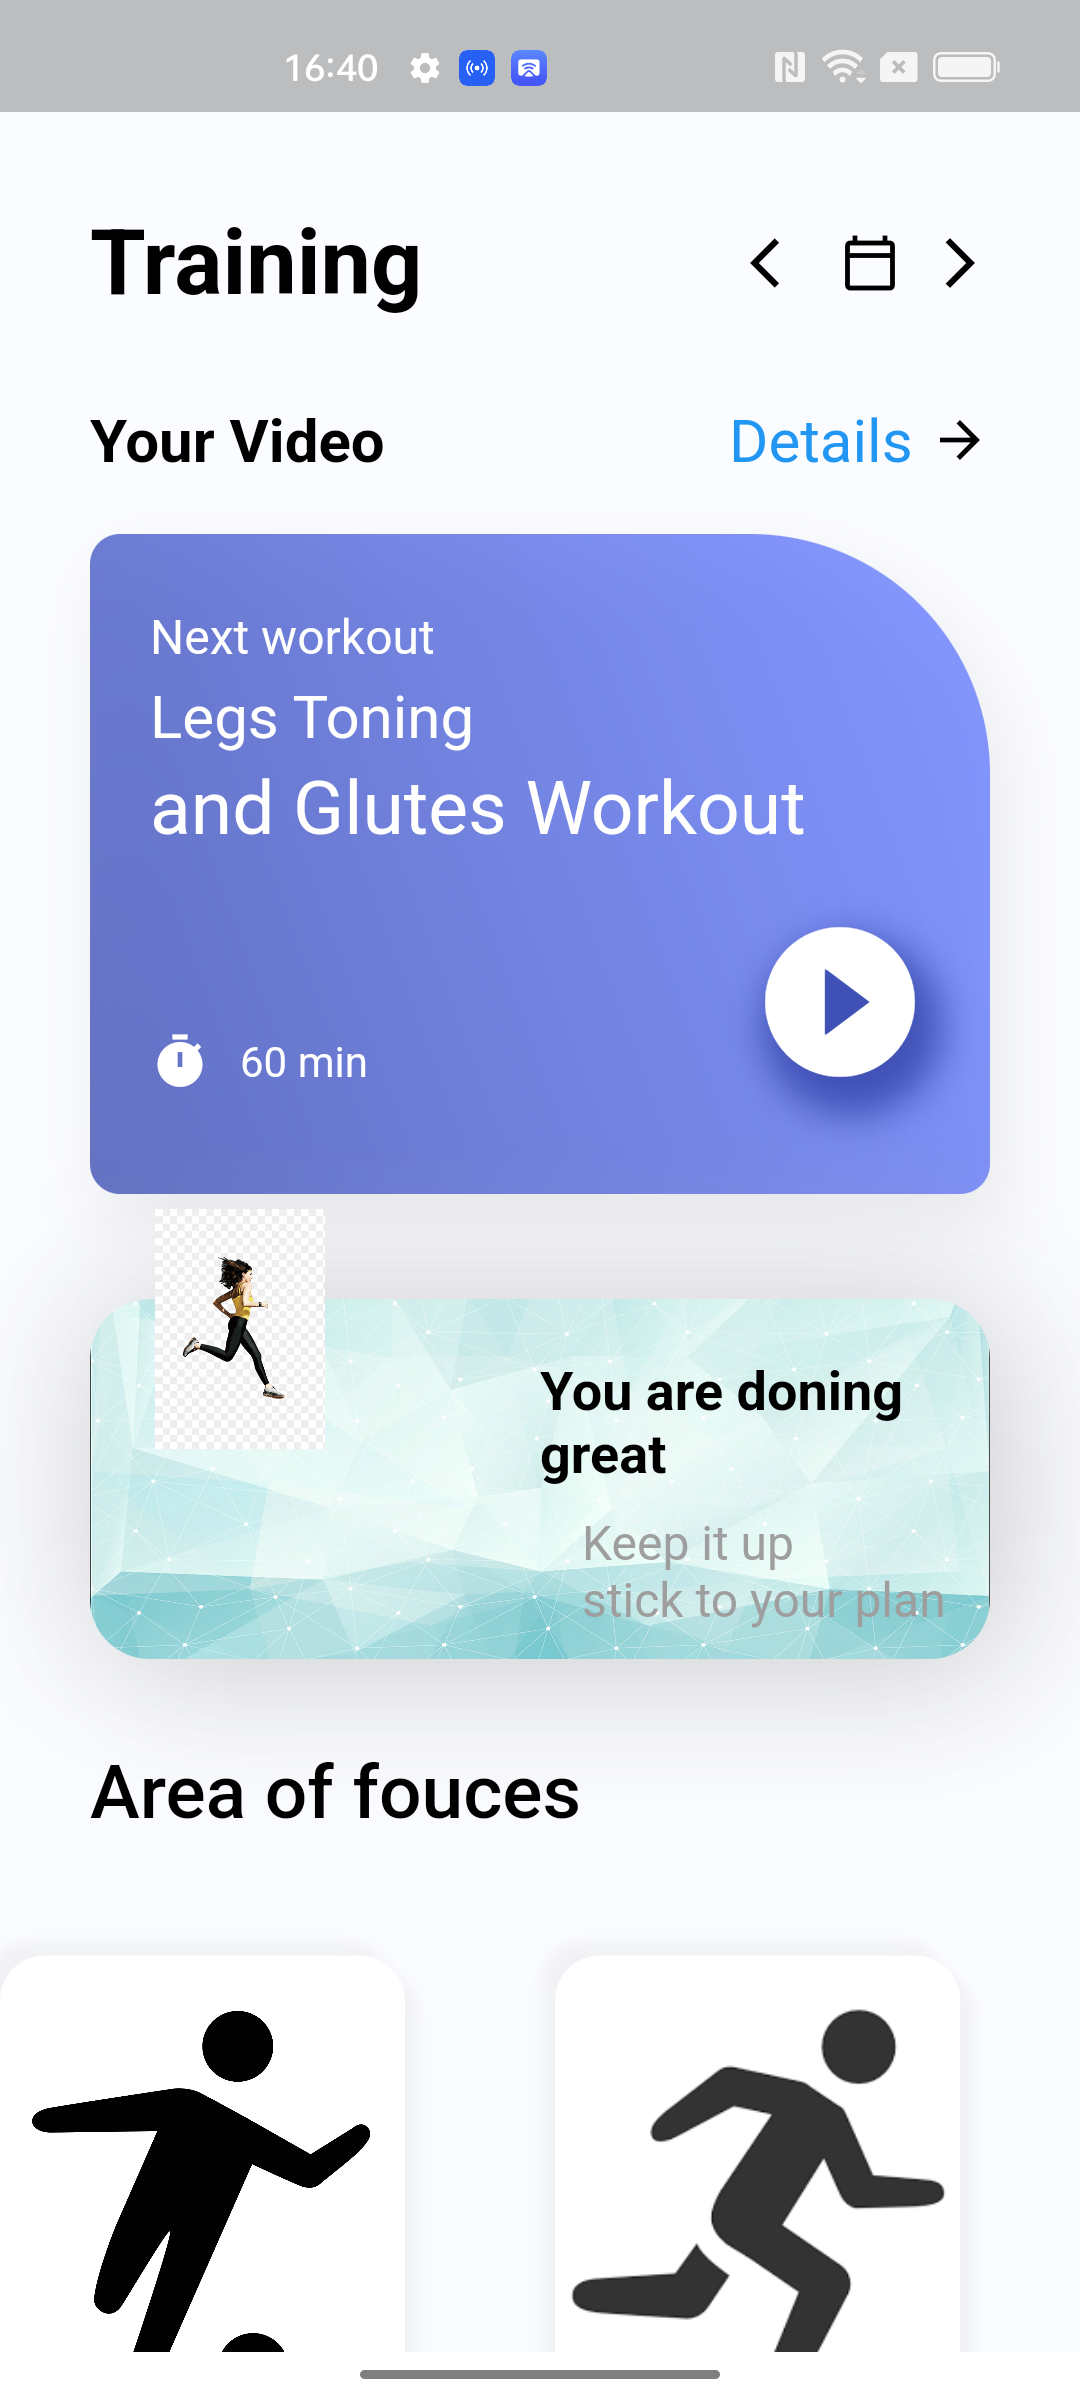 16:40
Training
Your Video
Details
Next workout
Legs Toning
and Glutes Workout
60 min
You are doning
great
Keep it up
stick to your plan
Area of fouces